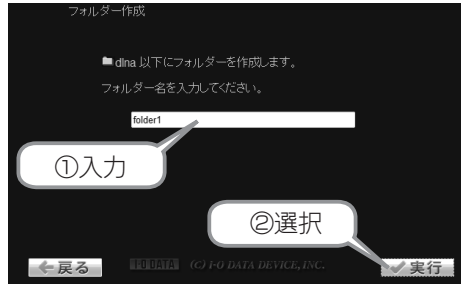 フォルダー作成
dlna 以下にフォルダーを作成します。
フォルダー名を入力してください。
folder1
①入力
②選択
戻る
I-O DATA (C) I-O DATA DEVICE, INC.
実行